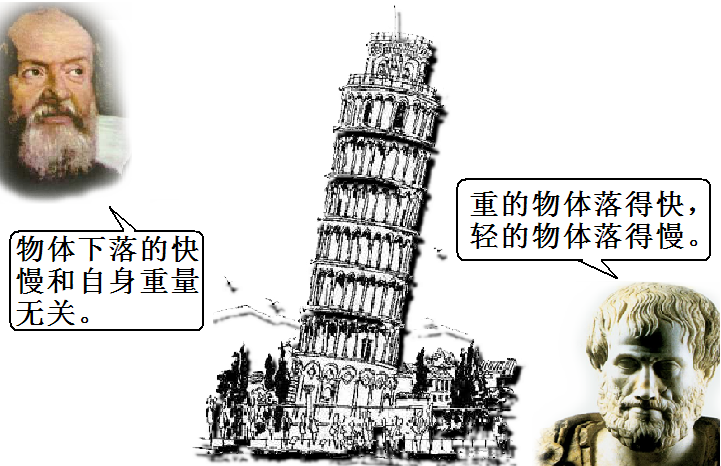 物体下落的快
慢和自身重量
无关。
重的物体落得快，
轻的物体落得慢。